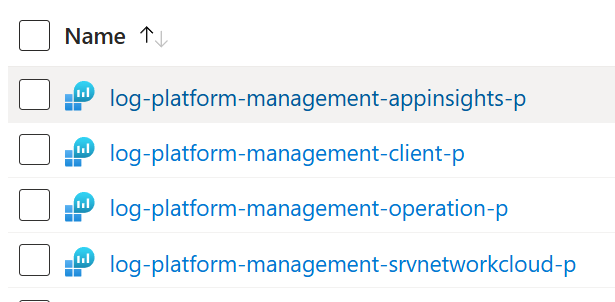 Name ↑↓
log-platform-management-appinsights-p
log-platform-management-client-p
log-platform-management-operation-p
log-platform-management-srvnetworkcloud-p